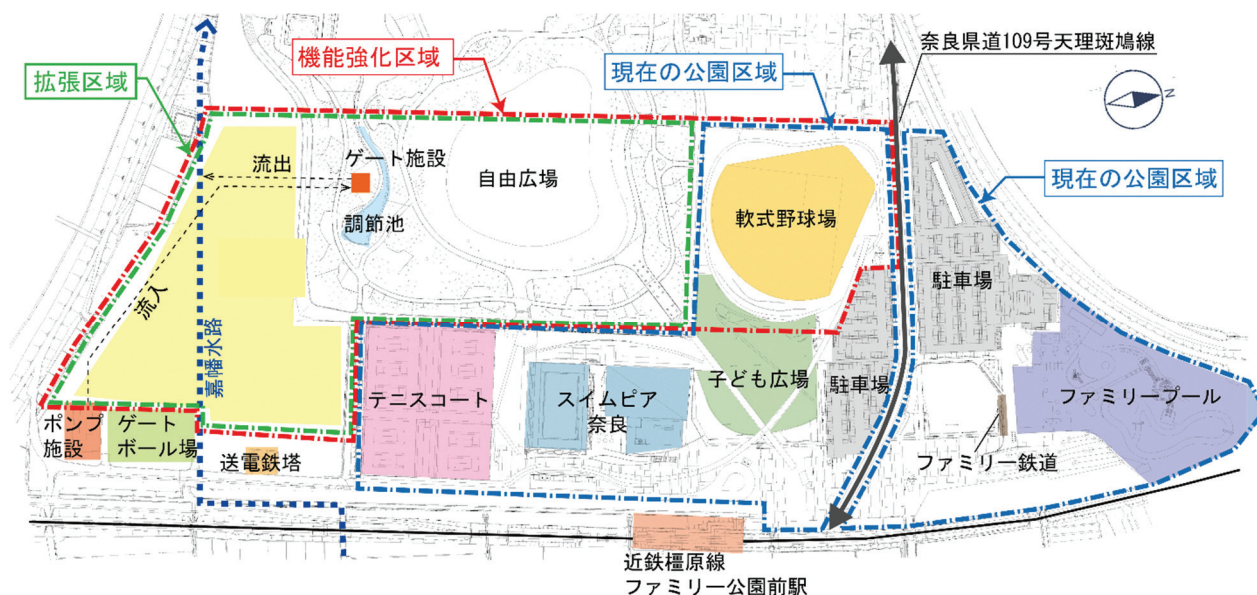 奈良県道109号天理斑鳩線
機能強化区域
現在の公園区域
拡張区域
N
現在の公園区域
流出
ゲート施設
自由広場
調節池
軟式野球場
駐車場
流入
嘉幡水路
テニスコート
スイムピア
奈良
子ども広場
駐車場
ファミリープール
ポンプ
施設
ゲート
ボール場
送電鉄塔
ファミリー鉄道
近鉄橿原線
ファミリー公園前駅